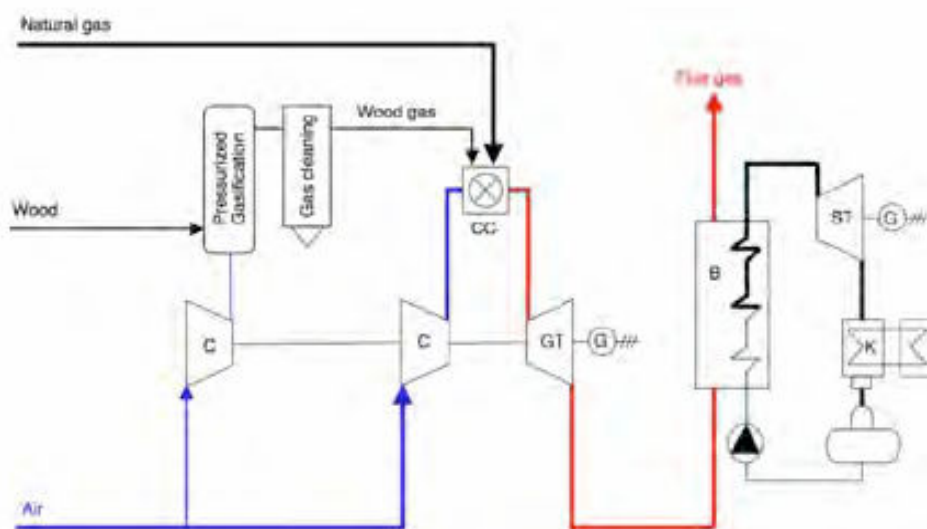 Natural gas
Flue gas
Wood gas
Pressurized
Gasification
Gas cleaning
Wood
CC
ST
G
B
C
C
GT
G
K
Air